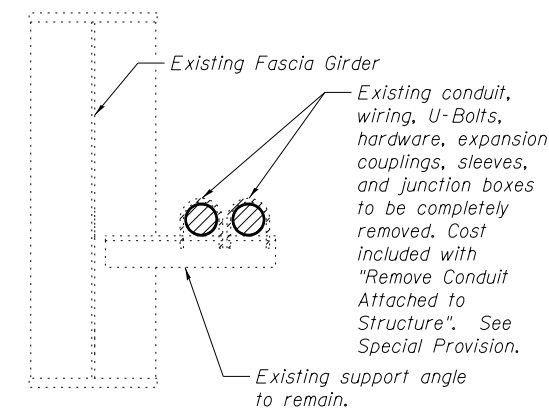 Existing Fascia Girder
Existing conduit,
wiring, U-Bolts,
hardware, expansion
couplings, sleeves,
and junction boxes
to be completely
removed. Cost
included with
"Remove Conduit
Attached to
Structure". See
Special Provision.
Existing support angle
to remain.